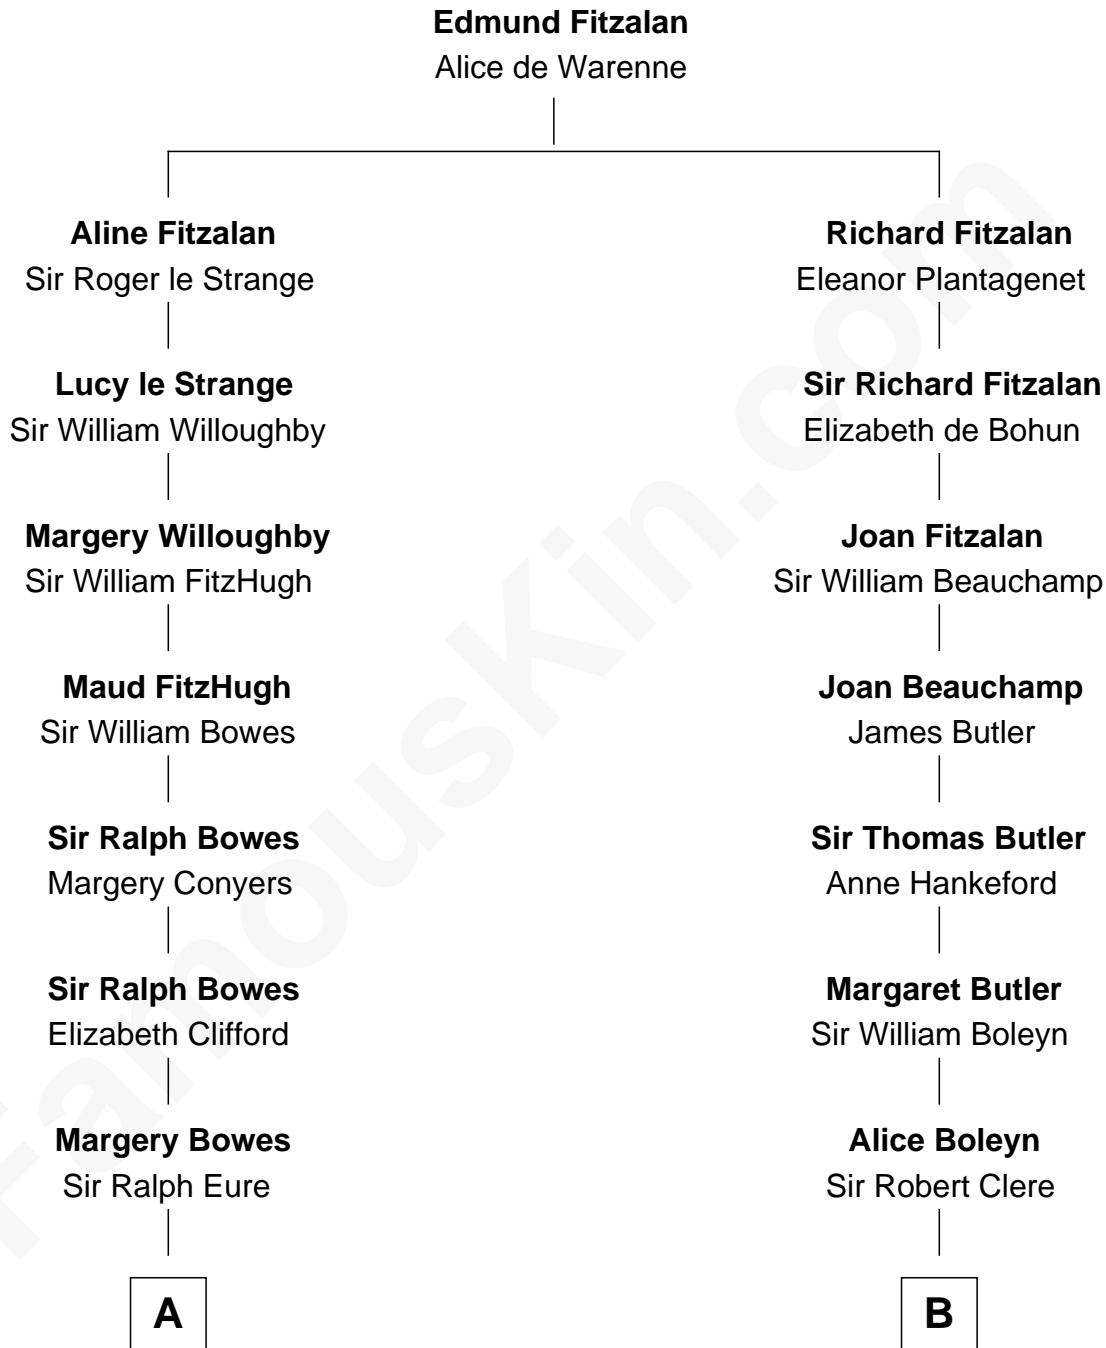 Edmund Fitzalan
Alice de Warenne
Aline Fitzalan
Sir Roger le Strange
Richard Fitzalan
Eleanor Plantagenet
Lucy le Strange
Sir William Willoughby
Sir Richard Fitzalan
Elizabeth de Bohun
Margery Willoughby
Sir William FitzHugh
Joan Fitzalan
Sir William Beauchamp
Maud FitzHugh
Sir William Bowes
Joan Beauchamp
James Butler
Sir Ralph Bowes
Margery Conyers
Sir Thomas Butler
Anne Hankeford
Sir Ralph Bowes
Elizabeth Clifford
Margaret Butler
Sir William Boleyn
Margery Bowes
Sir Ralph Eure
Alice Boleyn
Sir Robert Clere
A
B
FamousKin.com